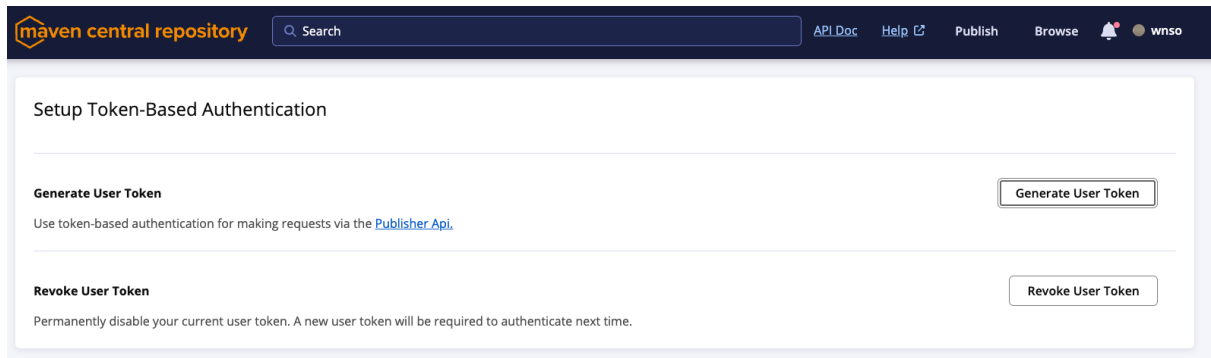 maven central repository
Search
API Doc
Help
Publish
Browse
wnso
Setup Token-Based Authentication
Generate User Token
Generate User Token
Use token-based authentication for making requests via the Publisher Api.
Revoke User Token
Revoke User Token
Permanently disable your current user token. A new user token will be required to authenticate next time.